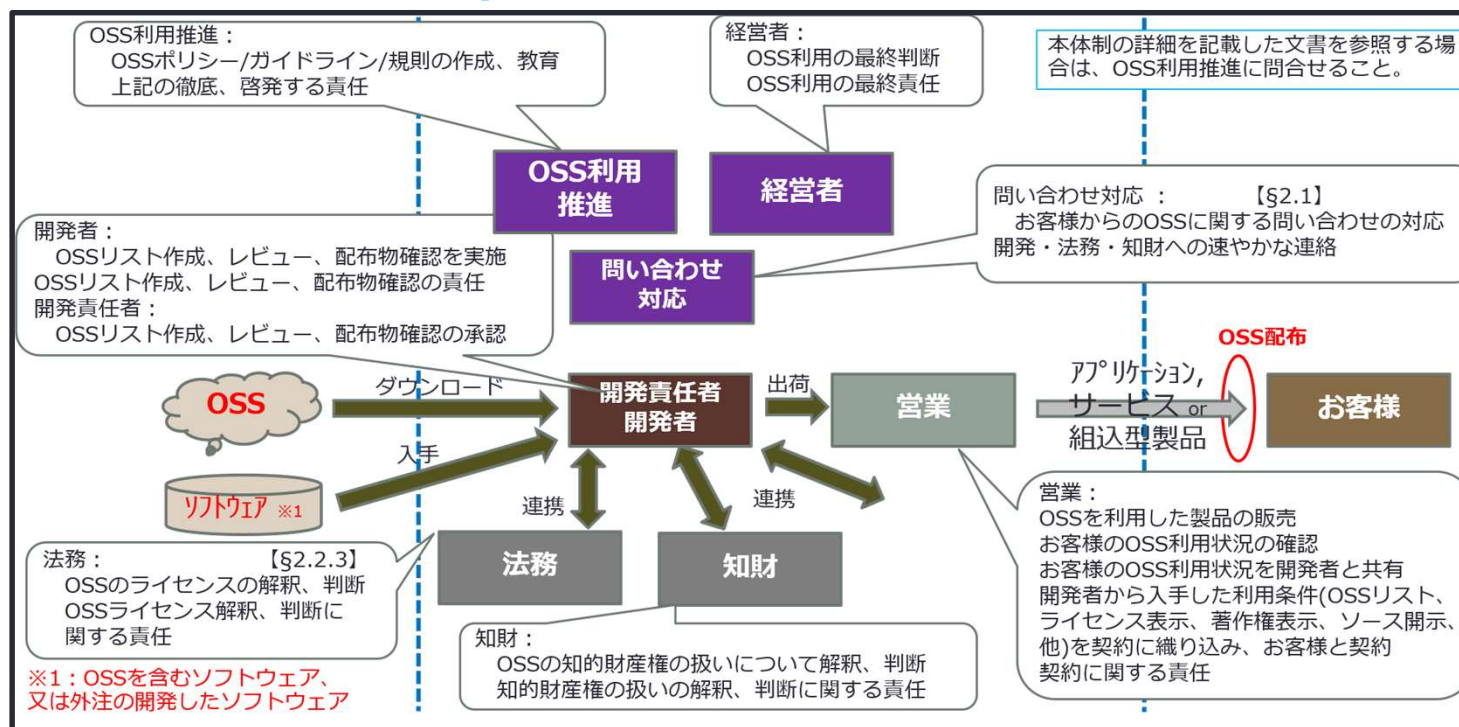 OSS利用推進：
OSSポリシー/ガイドライン/規則の作成、教育
上記の徹底、啓発する責任
経営者：
OSS利用の最終判断
OSS利用の最終責任
本体制の詳細を記載した文書を参照する場
合は、OSS利用推進に問合せること。
OSS利用
推進
経営者
問い合わせ対応 ： 【§2.1】
お客様からのOSSに関する問い合わせの対応
開発・法務・知財への速やかな連絡
開発者：
OSSリスト作成、レビュー、配布物確認を実施
OSSリスト作成、レビュー、配布物確認の責任
開発責任者：
OSSリスト作成、レビュー、配布物確認の承認
問い合わせ
対応
OSS配布
OSS
ダウンロード
開発責任者
開発者
出荷
営業
ｱﾌﾟﾘｹｰｼｮﾝ,
サービス or
組込型製品
お客様
入手
ｿﾌﾄｳｪｱ ※1
連携
連携
法務
知財
法務： 【§2.2.3】
OSSのライセンスの解釈、判断
OSSライセンス解釈、判断に
関する責任
知財：
OSSの知的財産権の扱いについて解釈、判断
知的財産権の扱いの解釈、判断に関する責任
営業：
OSSを利用した製品の販売
お客様のOSS利用状況の確認
お客様のOSS利用状況を開発者と共有
開発者から入手した利用条件(OSSリスト、
ライセンス表示、著作権表示、ソース開示、
他)を契約に織り込み、お客様と契約
契約に関する責任
※1：OSSを含むソフトウェア、
又は外注の開発したソフトウェア